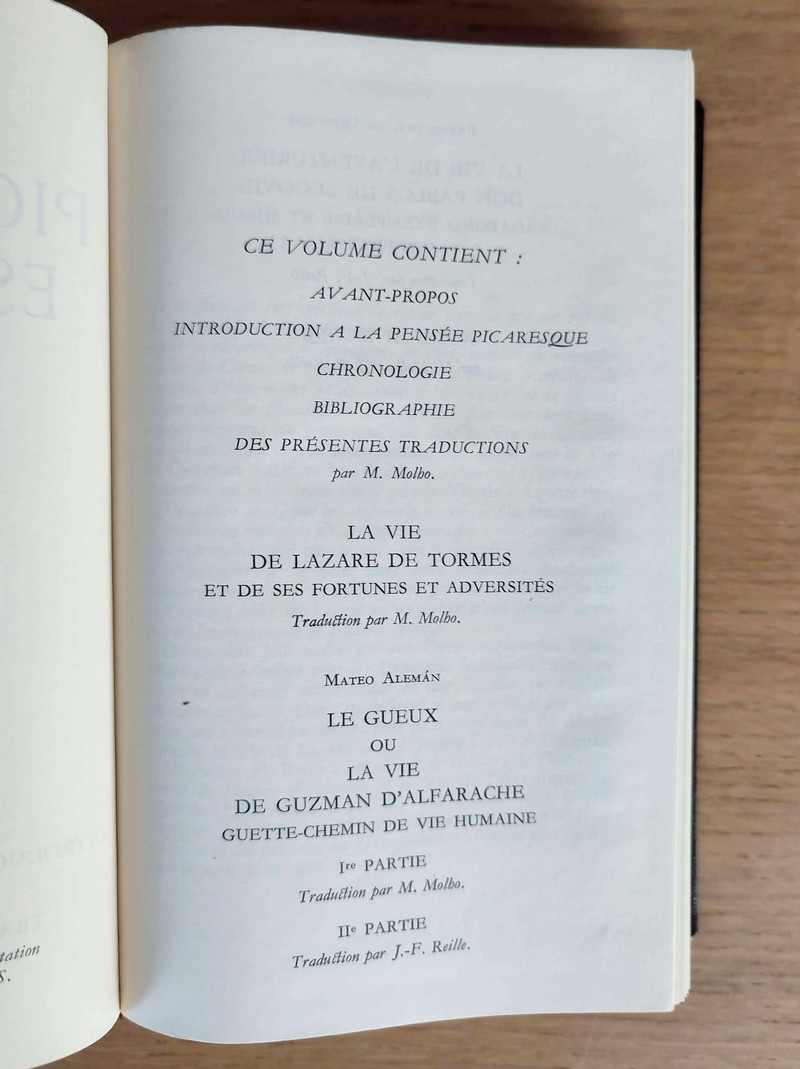 CE VOLUME CONTIENT :
AVANT-PROPOS
INTRODUCTION A LA PENSÉE PICARESQUE
CHRONOLOGIE
BIBLIOGRAPHIE
DES PRÉSENTES TRADUCTIONS
par M. Molho.
LA VIE
DE LAZARE DE TORMES
ET DE SES FORTUNES ET ADVERSITÉS
Traduction par M. Molho.
MATEO ALEMÁN
LE GUEUX
OU
LA VIE
DE GUZMAN D'ALFARACHE
GUETTE-CHEMIN DE VIE HUMAINE
Ire PARTIE
Traduction par M. Molho.
IIe PARTIE
Traduction par J.-F. Reille.
tation
S.